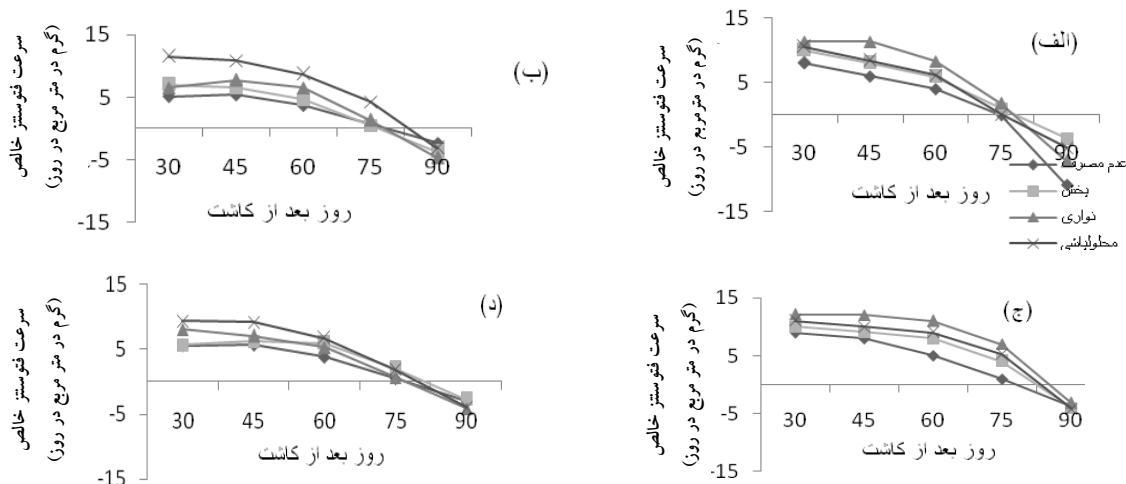 (الف)
سرعت فتوسنتز خالص
(گرم در مترمربع در روز)
15
5
-5
-15
30 45 60 75 90
روز بعد از کاشت
عدم مصرف
پخش
نواری
محلولپاشی
(ب)
سرعت فتوسنتز خالص
(گرم در متر مربع در روز)
15
5
-5
-15
30 45 60 75 90
روز بعد از کاشت
(ج)
سرعت فتوسنتز خالص
(گرم در متر مربع در روز)
15
5
-5
-15
30 45 60 75 90
روز بعد از کاشت
(د)
سرعت فتوسنتز خالص
(گرم در متر مربع در روز)
15
5
-5
-15
30 45 60 75 90
روز بعد از کاشت